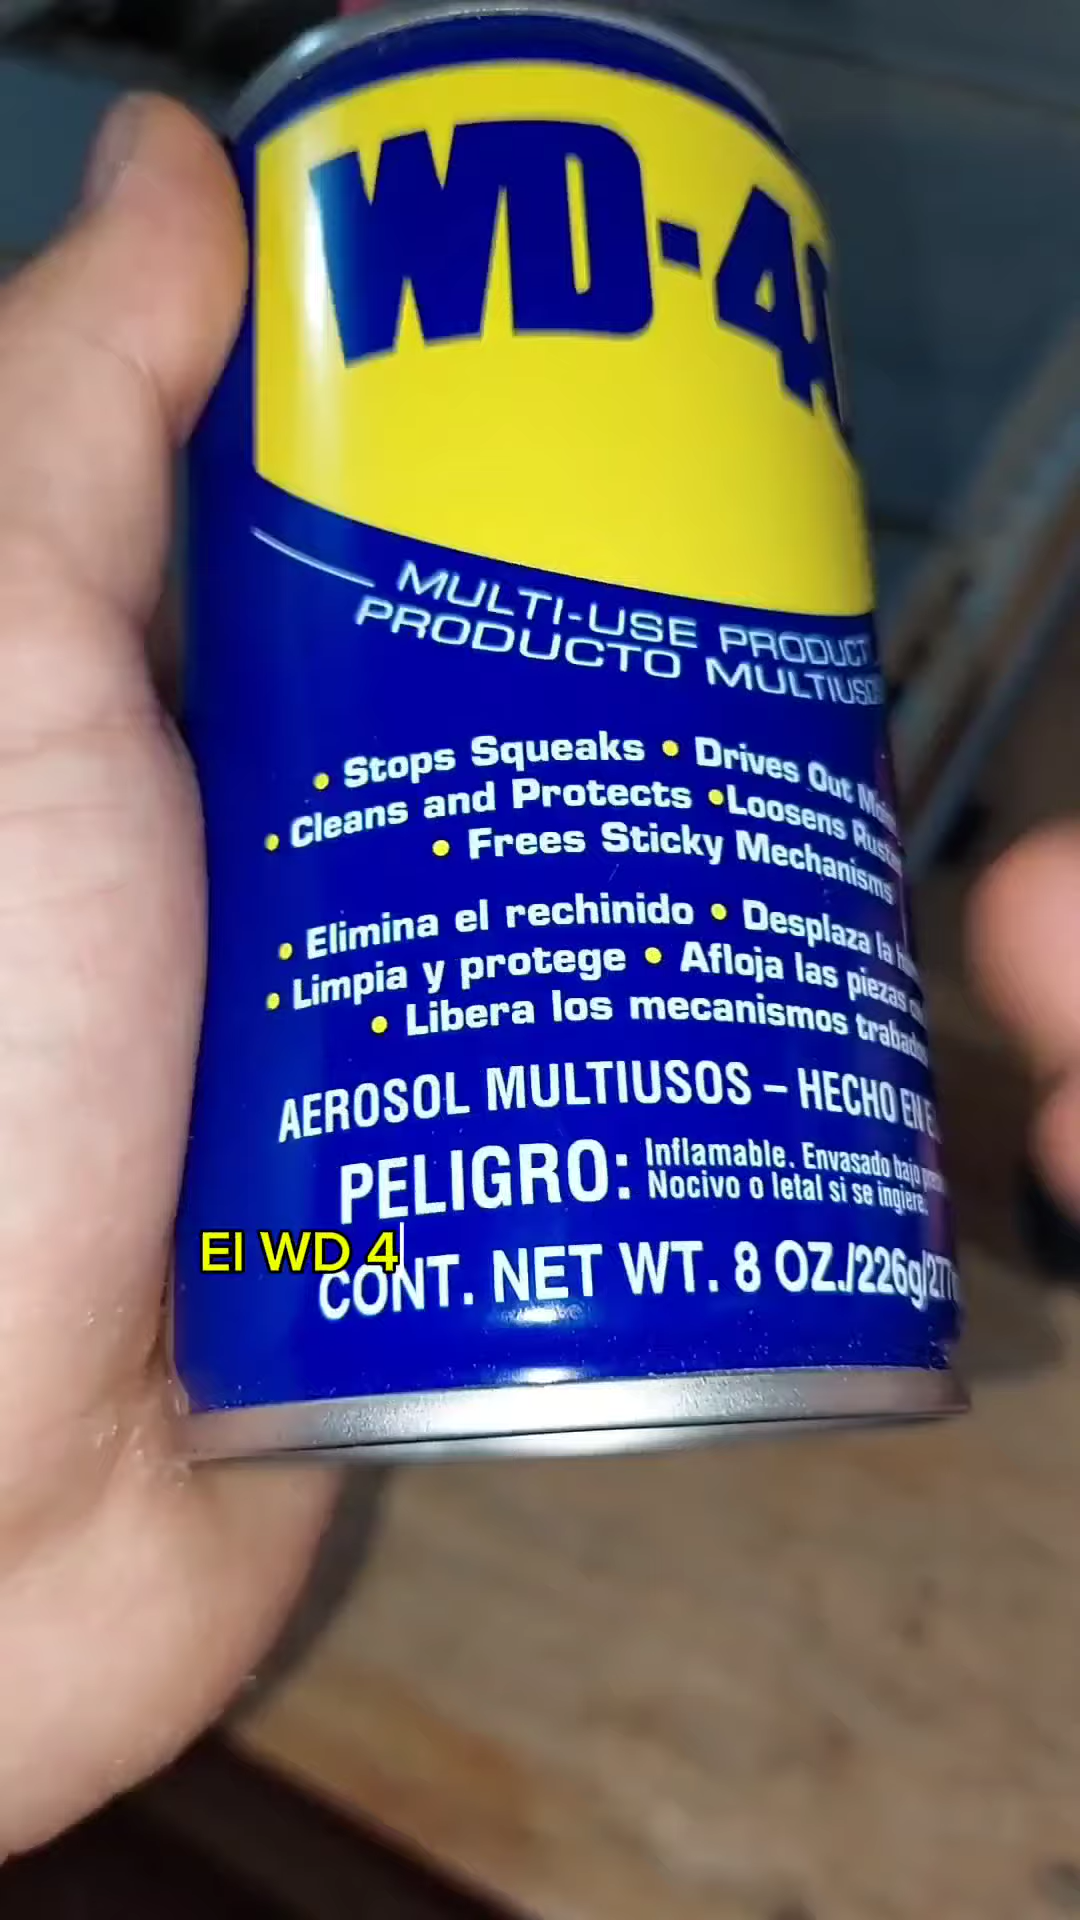 WD-4
MULTI-USE PRODUCT
PRODUCTO MULTIUSO
• Stops Squeaks • Drives Out
• Cleans and Protects • Loosens
• Frees Sticky Mechanisms
• Elimina el rechinido • Desplaza la
• Limpia y protege • Afloja las piezas
• Libera los mecanismos
AEROSOL MULTIUSOS – HECHO EN
PELIGRO: Inflamable. Envasado bajo
Nocivo o letal si se ingiere.
El WD 4
CONT. NET WT. 8 OZ./226g/277